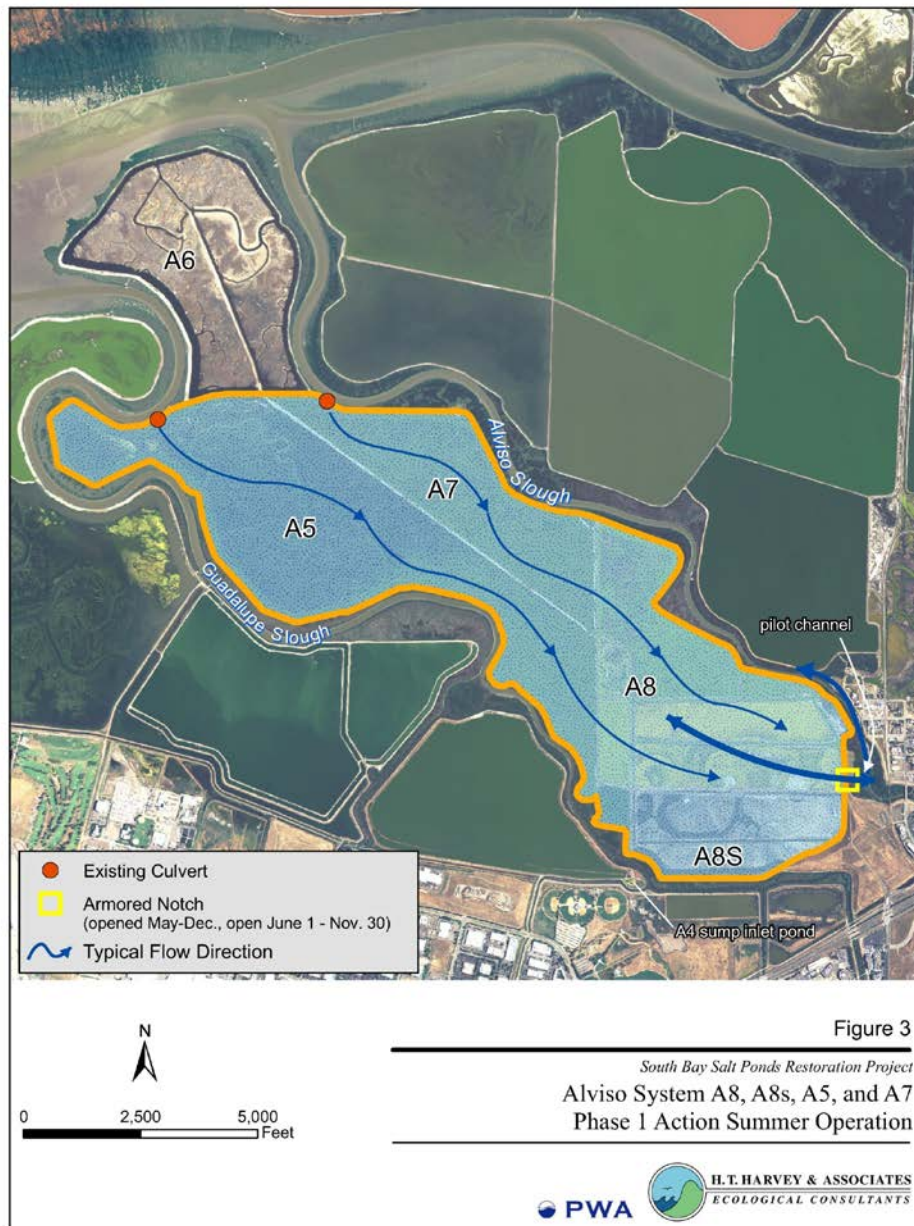 A6
Alviso Slough
A7
A5
Guadalupe Slough
pilot channel
A8
A8S
A4 sump inlet pond
Existing Culvert
Armored Notch
(opened May-Dec., open June 1 - Nov. 30)
Typical Flow Direction
N
0 2,500 5,000
Feet
Figure 3
South Bay Salt Ponds Restoration Project
Alviso System A8, A8s, A5, and A7
Phase 1 Action Summer Operation
PWA
H.T. HARVEY & ASSOCIATES
ECOLOGICAL CONSULTANTS